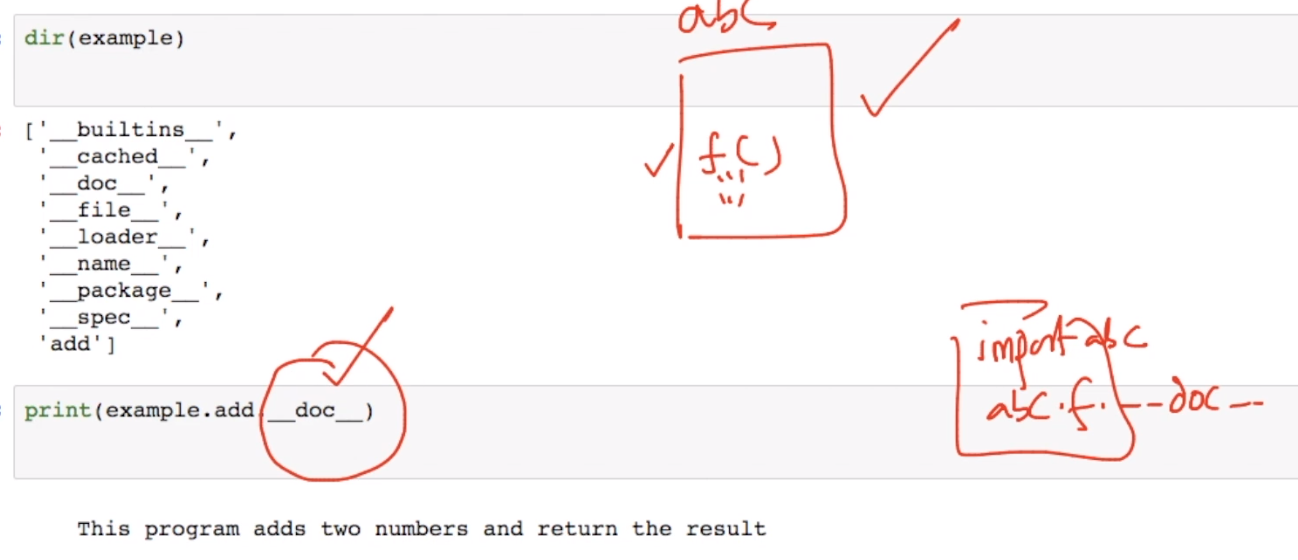 abc
dir(example)
f()
"""
"""
['__builtins__',
'__cached__',
'__doc__',
'__file__',
'__loader__',
'__name__',
'__package__',
'__spec__',
'add']
import abc
abc.f.__doc__
print(example.add.__doc__)
This program adds two numbers and return the result